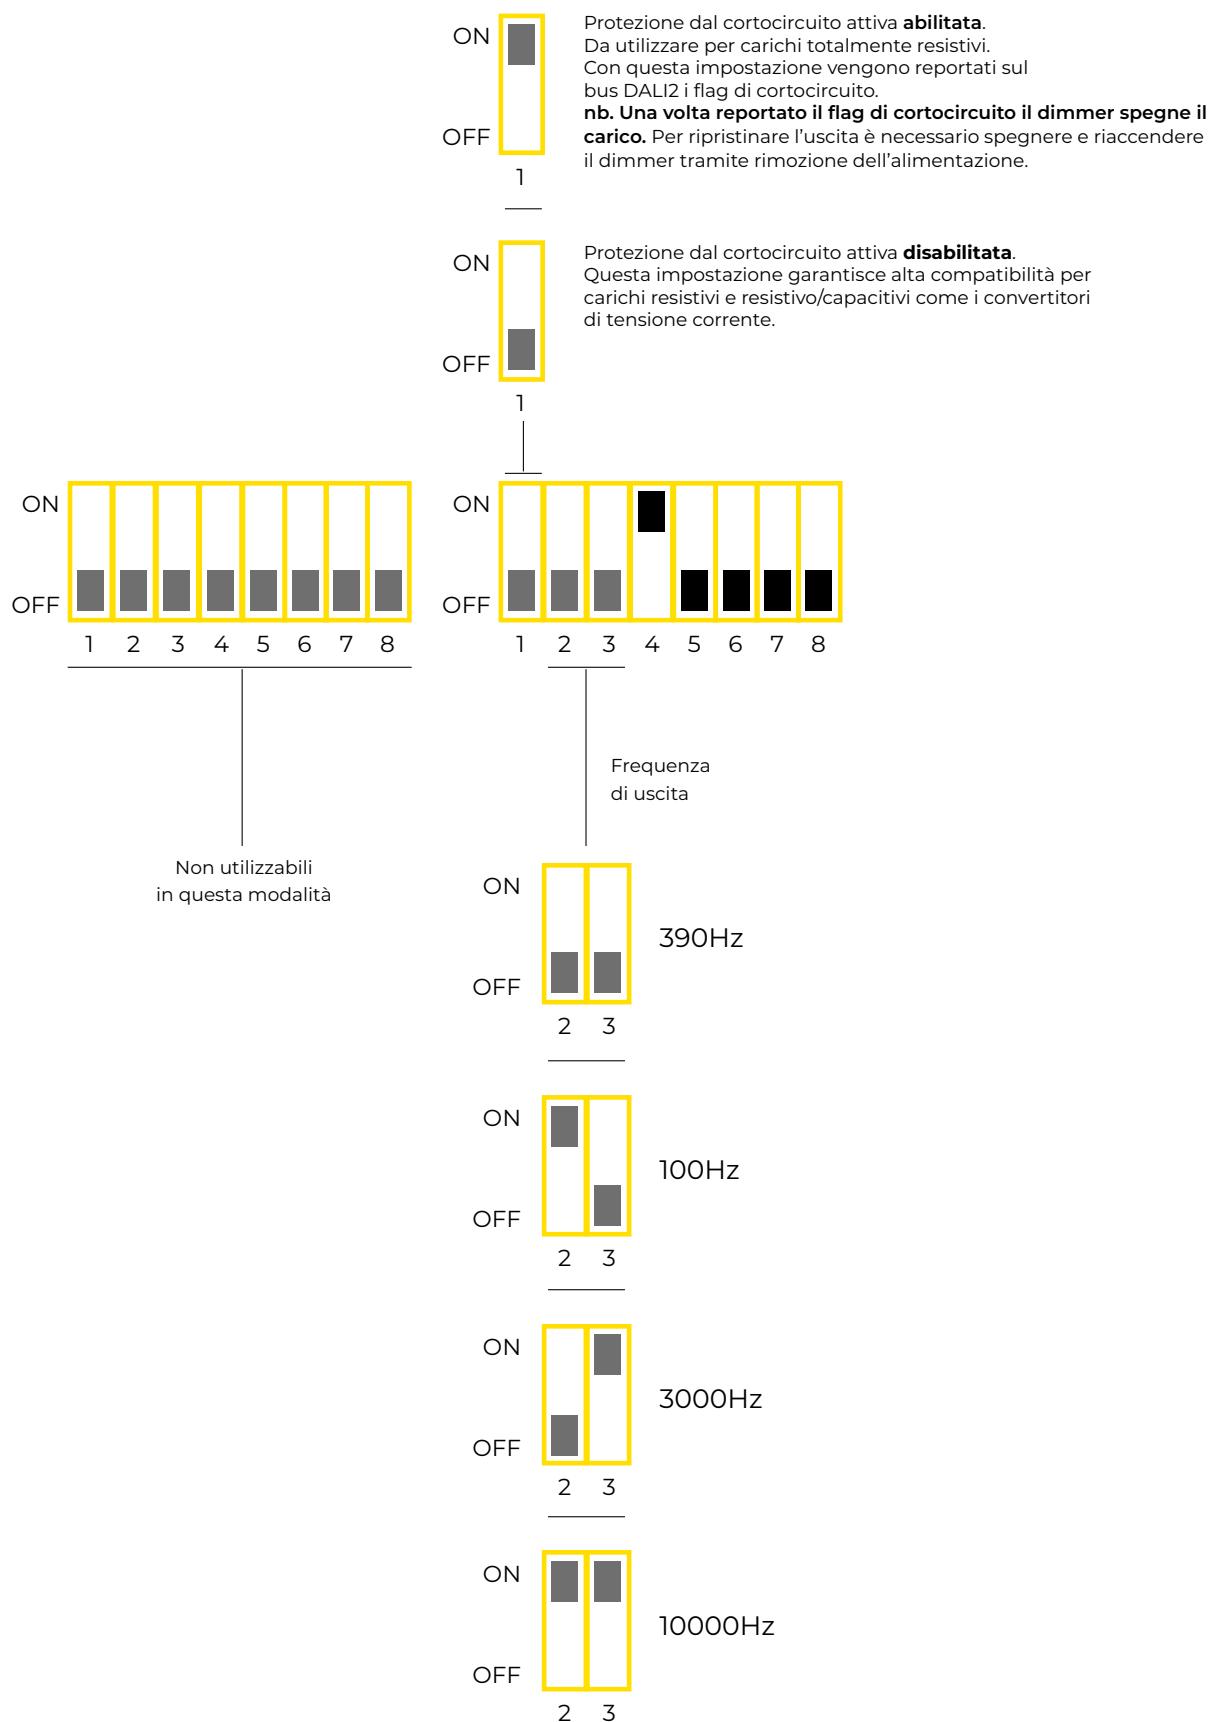 ON
OFF
1
Protezione dal cortocircuito attiva abilitata.
Da utilizzare per carichi totalmente resistivi.
Con questa impostazione vengono reportati sul
bus DALI2 i flag di cortocircuito.
nb. Una volta reportato il flag di cortocircuito il dimmer spegne il
carico. Per ripristinare l'uscita è necessario spegnere e riaccendere
il dimmer tramite rimozione dell'alimentazione.
ON
OFF
1
Protezione dal cortocircuito attiva disabilitata.
Questa impostazione garantisce alta compatibilità per
carichi resistivi e resistivo/capacitivi come i convertitori
di tensione corrente.
ON
OFF
1 2 3 4 5 6 7 8
ON
OFF
1 2 3 4 5 6 7 8
Non utilizzabili
in questa modalità
Frequenza
di uscita
ON
OFF
2 3
390Hz
ON
OFF
2 3
100Hz
ON
OFF
2 3
3000Hz
ON
OFF
2 3
10000Hz